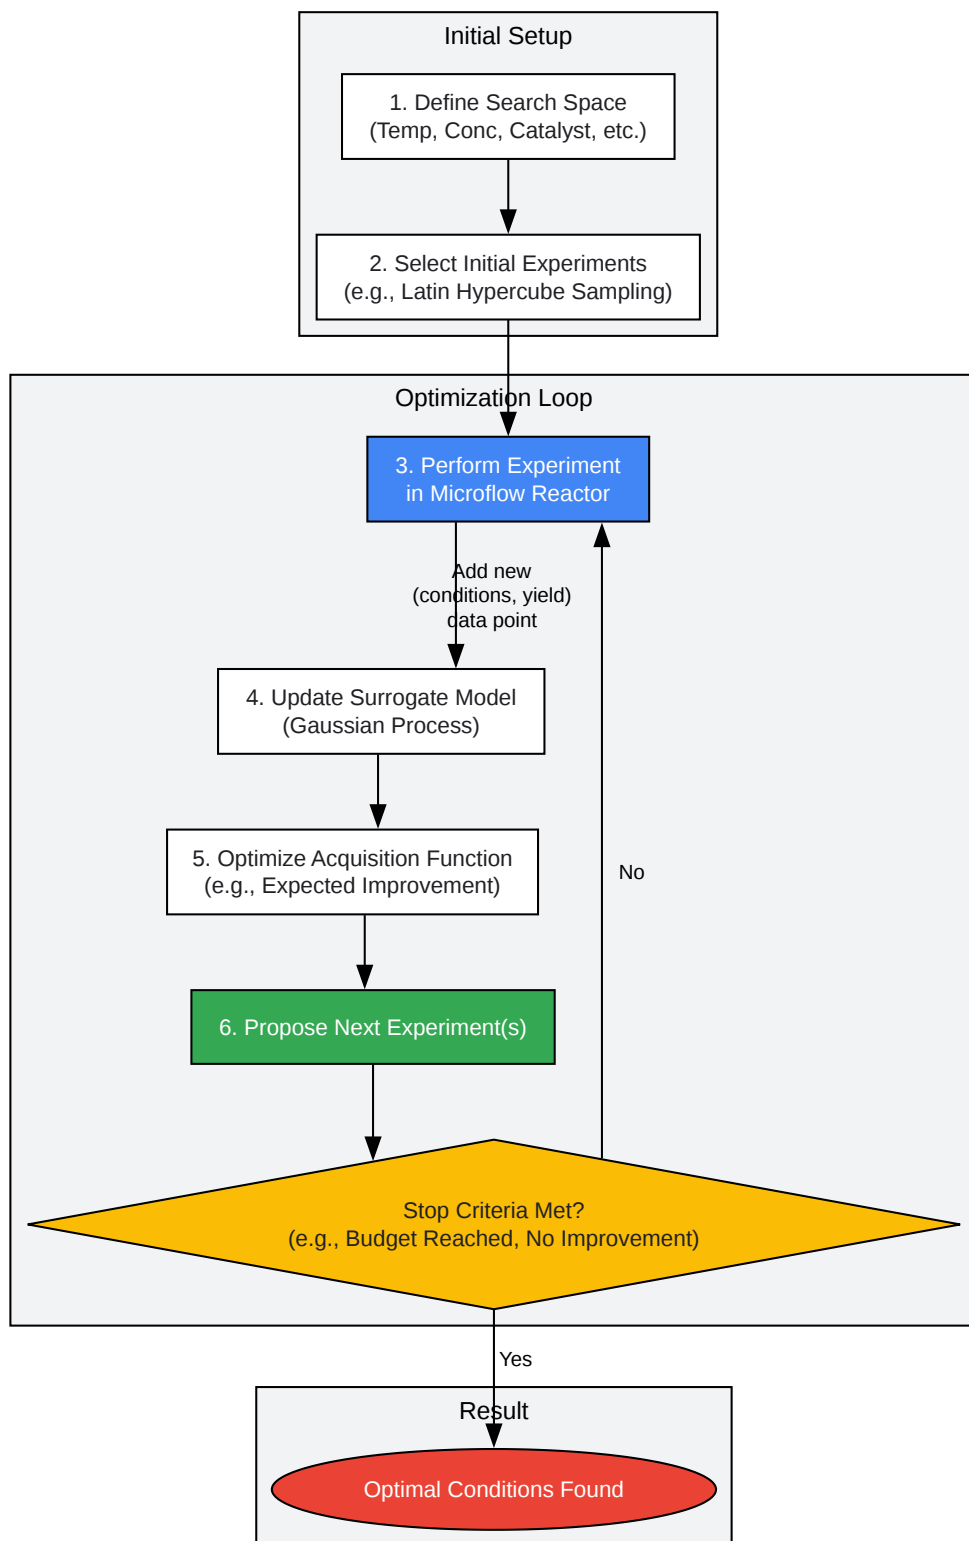 Initial Setup
1. Define Search Space
(Temp, Conc, Catalyst, etc.)
2. Select Initial Experiments
(e.g., Latin Hypercube Sampling)
Optimization Loop
3. Perform Experiment
in Microflow Reactor
Add new
(conditions, yield)
data point
4. Update Surrogate Model
(Gaussian Process)
5. Optimize Acquisition Function
(e.g., Expected Improvement)
No
6. Propose Next Experiment(s)
Stop Criteria Met?
(e.g., Budget Reached, No Improvement)
Yes
Result
Optimal Conditions Found